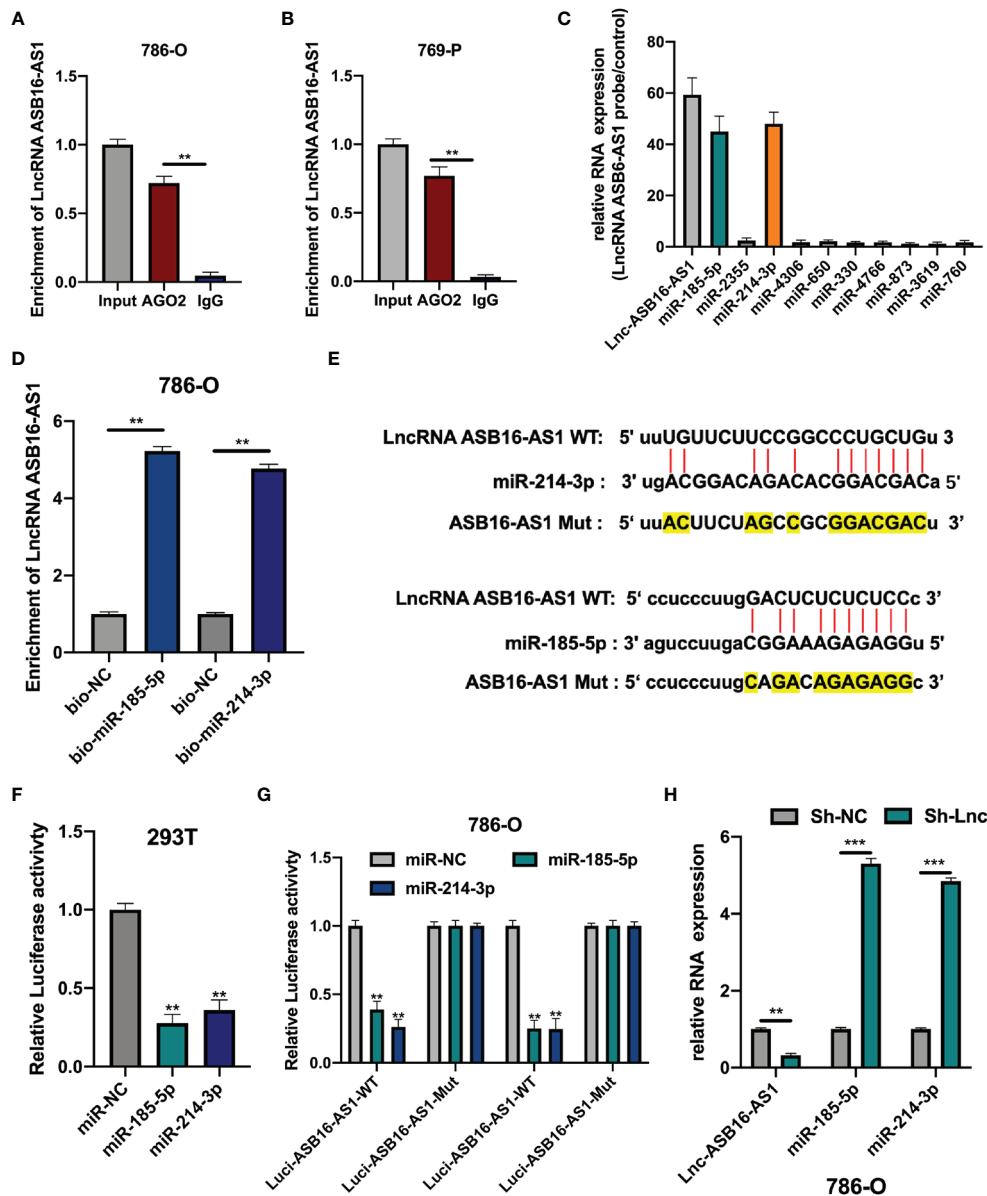 A
786-O
Enrichment of LncRNA ASB16-AS1
1.5
1.0
0.5
0.0
**
Input AGO2 IgG
B
769-P
Enrichment of LncRNA ASB16-AS1
1.5
1.0
0.5
0.0
**
Input AGO2 IgG
C
relative RNA expression
(LncRNA ASB6-AS1 probe/control)
80
60
40
20
0
Lnc-ASB16-AS1
miR-185-5p
miR-2355
miR-214-3p
miR-4306
miR-650
miR-330
miR-4766
miR-873
miR-3619
miR-760
D
786-O
Enrichment of LncRNA ASB16-AS1
6
4
2
0
**
**
bio-NC
bio-miR-185-5p
bio-NC
bio-miR-214-3p
E
LncRNA ASB16-AS1 WT: 5' uuUGUUCUUCCGGCCCUGCUGu 3
miR-214-3p : 3' ugACGGACAGACACGGACGACa 5'
ASB16-AS1 Mut : 5‘ uuACUUCUAGCCGCGGACGACu 3’
LncRNA ASB16-AS1 WT: 5‘ ccucccuugGACUCUCUCUCCc 3’
miR-185-5p : 3' aguccuugaCGGAAAGAGAGGu 5'
ASB16-AS1 Mut : 5‘ ccucccuugCAGACAGAGAGGc 3’
F
293T
Relative Luciferase activivty
1.5
1.0
0.5
0.0
**
**
miR-NC
miR-185-5p
miR-214-3p
G
786-O
Relative Luciferase activivty
1.5
1.0
0.5
0.0
miR-NC
miR-185-5p
miR-214-3p
**
**
**
**
Luci-ASB16-AS1-WT
Luci-ASB16-AS1-Mut
Luci-ASB16-AS1-WT
Luci-ASB16-AS1-Mut
H
Sh-NC
Sh-Lnc
relative RNA expression
6
4
2
0
**
***
***
Lnc-ASB16-AS1
miR-185-5p
miR-214-3p
786-O